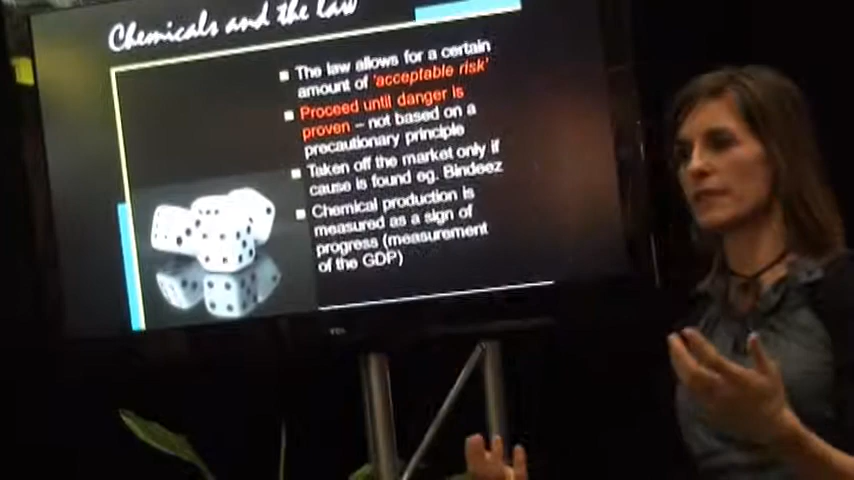 Chemicals and the law
The law allows for a certain
amount of 'acceptable risk'
Proceed until danger is
proven – not based on a
precautionary principle
Taken off the market only if
cause is found eg. Bindeez
Chemical production is
measured as a sign of
progress (measurement
of the GDP)